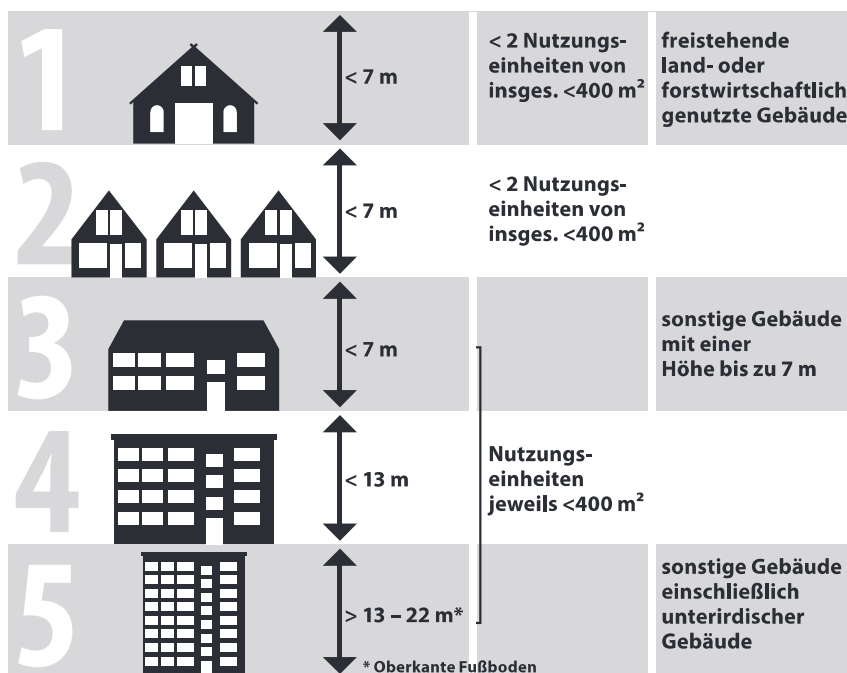 1
< 7 m
< 2 Nutzungs-
einheiten von
insges. <400 m²
freistehende
land- oder
forstwirtschaftlich
genutzte Gebäude
2
< 7 m
< 2 Nutzungs-
einheiten von
insges. <400 m²
3
< 7 m
sonstige Gebäude
mit einer
Höhe bis zu 7 m
4
< 13 m
Nutzungs-
einheiten
jeweils <400 m²
5
> 13 – 22 m*
* Oberkante Fußboden
sonstige Gebäude
einschließlich
unterirdischer
Gebäude